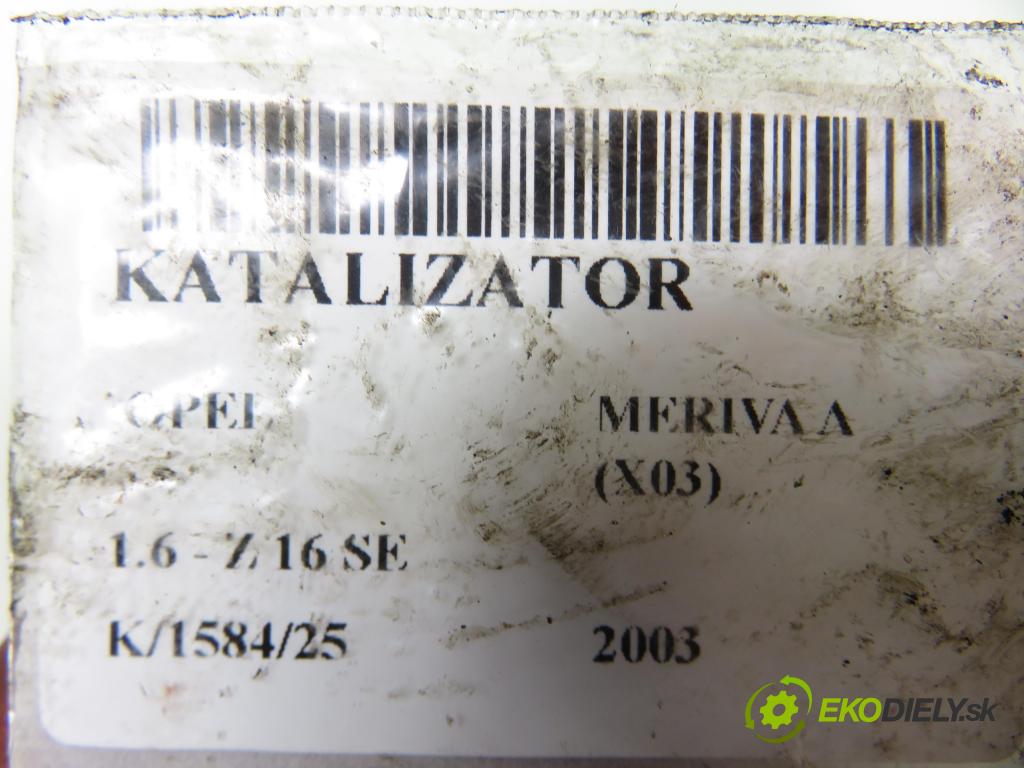 KATALIZATOR
OPEL MERIVA A
(X03)
1.6 - Z 16 SE
K/1584/25 2003
EKODIELY.sk